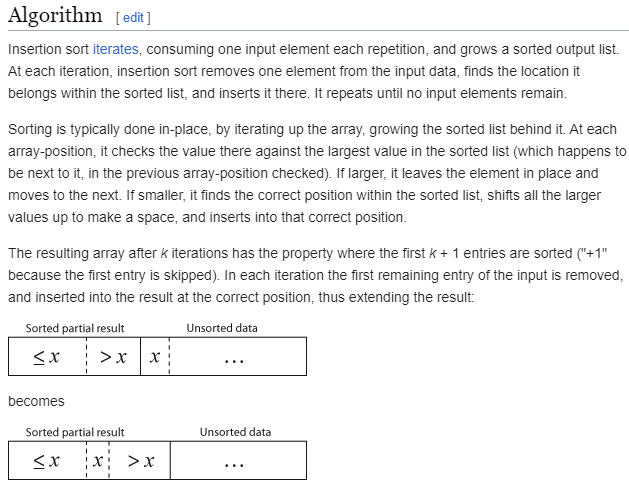 Algorithm [ edit ]
Insertion sort iterates, consuming one input element each repetition, and grows a sorted output list.
At each iteration, insertion sort removes one element from the input data, finds the location it
belongs within the sorted list, and inserts it there. It repeats until no input elements remain.
Sorting is typically done in-place, by iterating up the array, growing the sorted list behind it. At each
array-position, it checks the value there against the largest value in the sorted list (which happens to
be next to it, in the previous array-position checked). If larger, it leaves the element in place and
moves to the next. If smaller, it finds the correct position within the sorted list, shifts all the larger
values up to make a space, and inserts into that correct position.
The resulting array after k iterations has the property where the first k + 1 entries are sorted ("+1"
because the first entry is skipped). In each iteration the first remaining entry of the input is removed,
and inserted into the result at the correct position, thus extending the result:
Sorted partial result Unsorted data
≤ x > x x ...
becomes
Sorted partial result Unsorted data
≤ x x > x ...